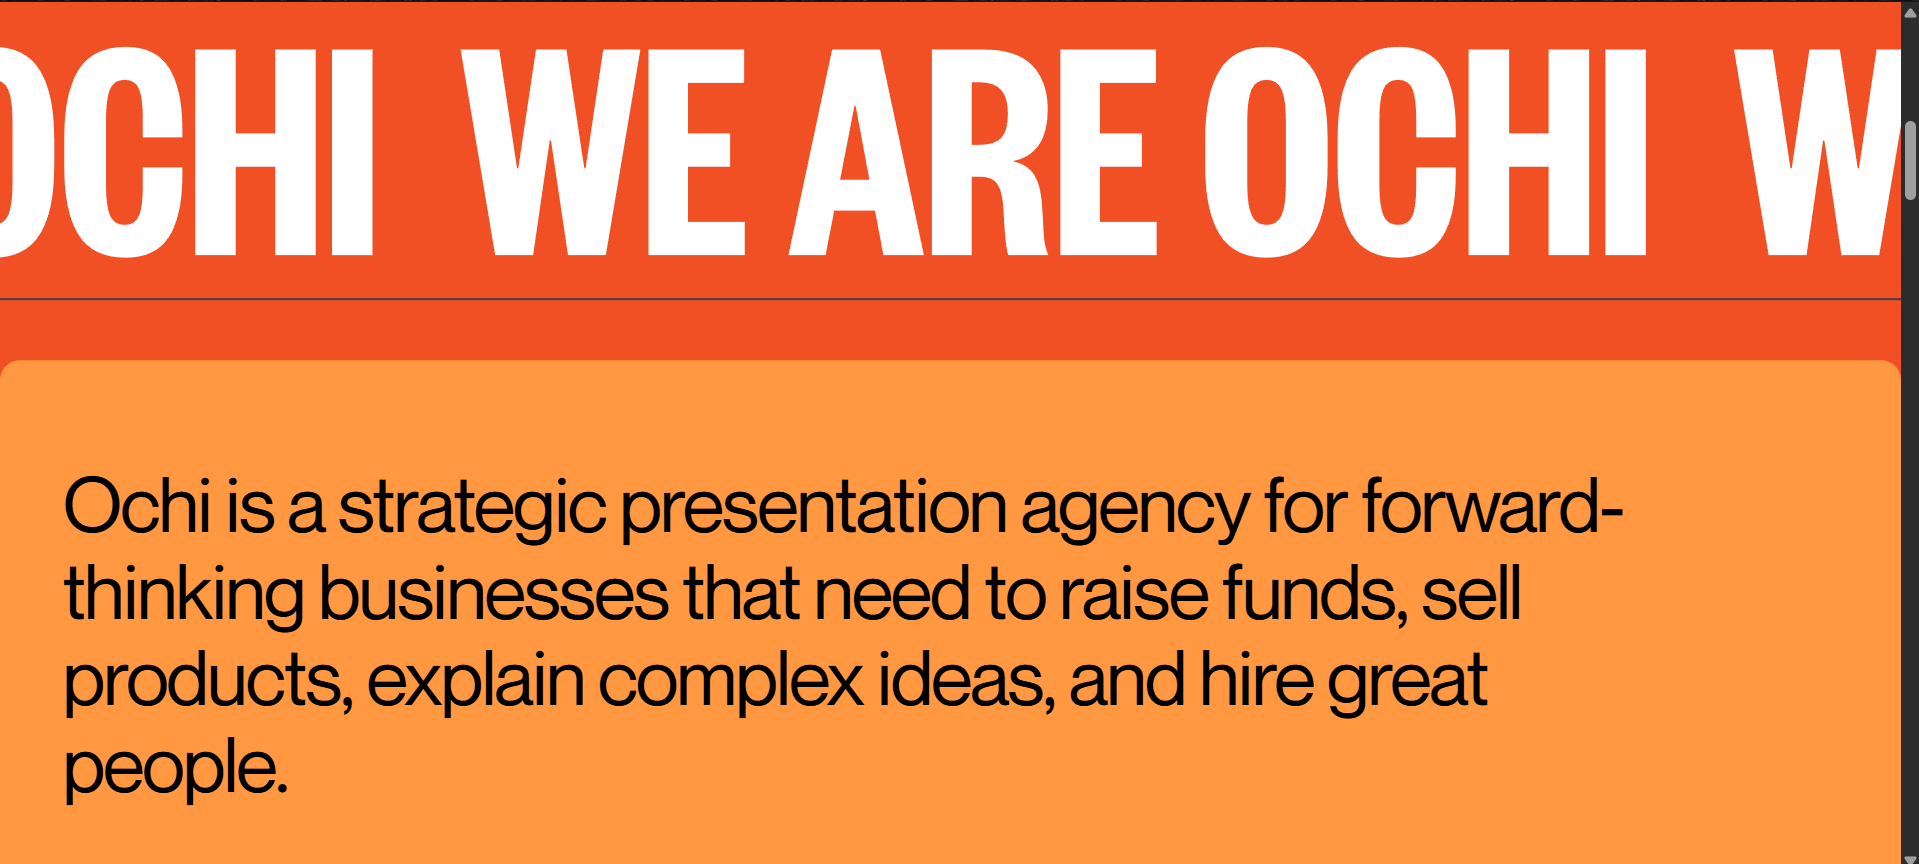 OCHI WE ARE OCHI W
Ochi is a strategic presentation agency for forward-
thinking businesses that need to raise funds, sell
products, explain complex ideas, and hire great
people.